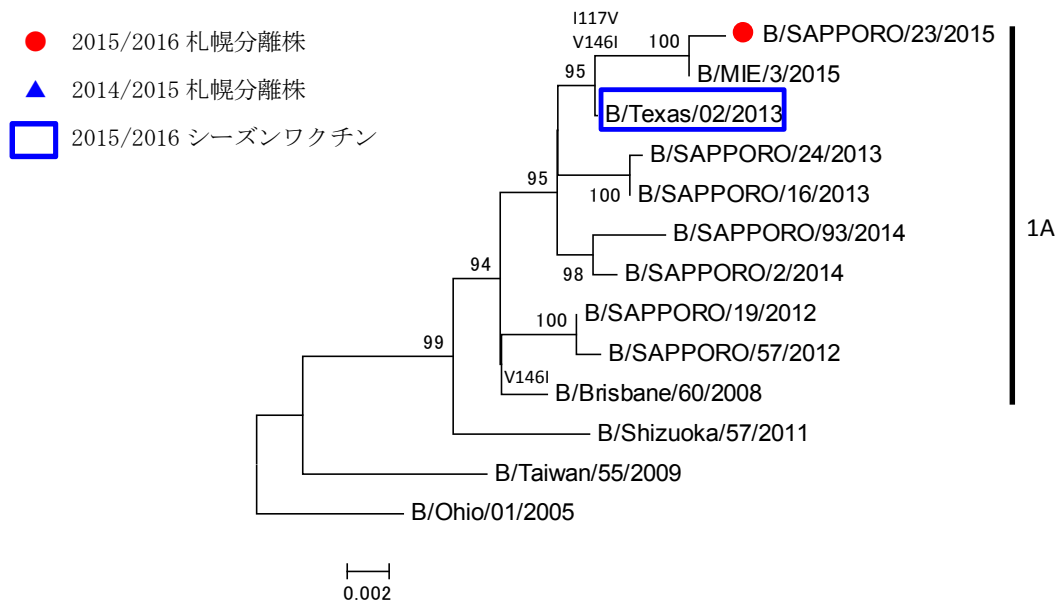 2015/2016 札幌分離株
2014/2015 札幌分離株
2015/2016 シーズンワクチン
I117V
V146I
100
B/SAPPORO/23/2015
95
B/MIE/3/2015
B/Texas/02/2013
B/SAPPORO/24/2013
95
100
B/SAPPORO/16/2013
1A
B/SAPPORO/93/2014
94
98
B/SAPPORO/2/2014
100
B/SAPPORO/19/2012
99
B/SAPPORO/57/2012
V146I
B/Brisbane/60/2008
B/Shizuoka/57/2011
B/Taiwan/55/2009
B/Ohio/01/2005
0.002